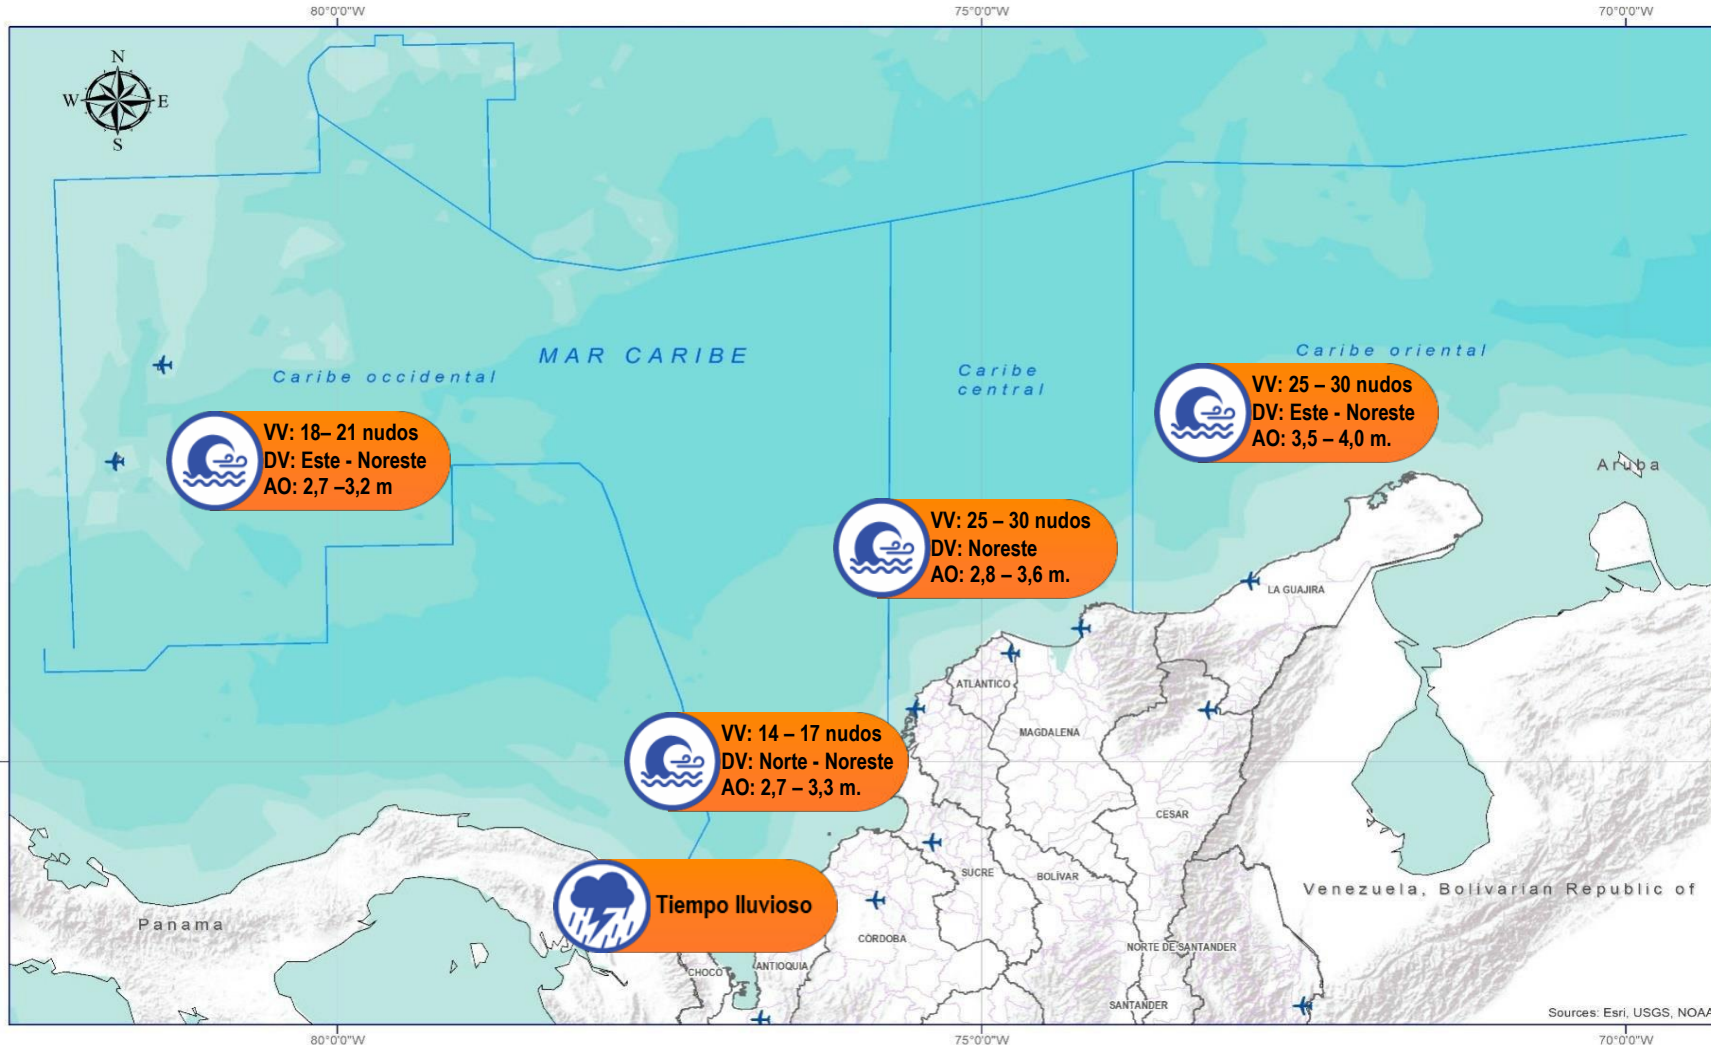 80°0'0"W
75°0'0"W
70°0'0"W
N
W
E
S
MAR CARIBE
Caribe occidental
Caribe
central
Caribe oriental
VV: 25 – 30 nudos
DV: Este - Noreste
AO: 3,5 – 4,0 m.
VV: 18– 21 nudos
DV: Este - Noreste
AO: 2,7 –3,2 m
Aruba
VV: 25 – 30 nudos
DV: Noreste
AO: 2,8 – 3,6 m.
LA GUAJIRA
ATLÁNTICO
MAGDALENA
VV: 14 – 17 nudos
DV: Norte - Noreste
AO: 2,7 – 3,3 m.
CESAR
SUCRE
BOLÍVAR
Venezuela, Bolivarian Republic of
Tiempo lluvioso
Panama
CÓRDOBA
NORTE DE SANTANDER
CHOCO
ANTIOQUIA
SANTANDER
Sources: Esri, USGS, NOAA
80°0'0"W
75°0'0"W
70°0'0"W